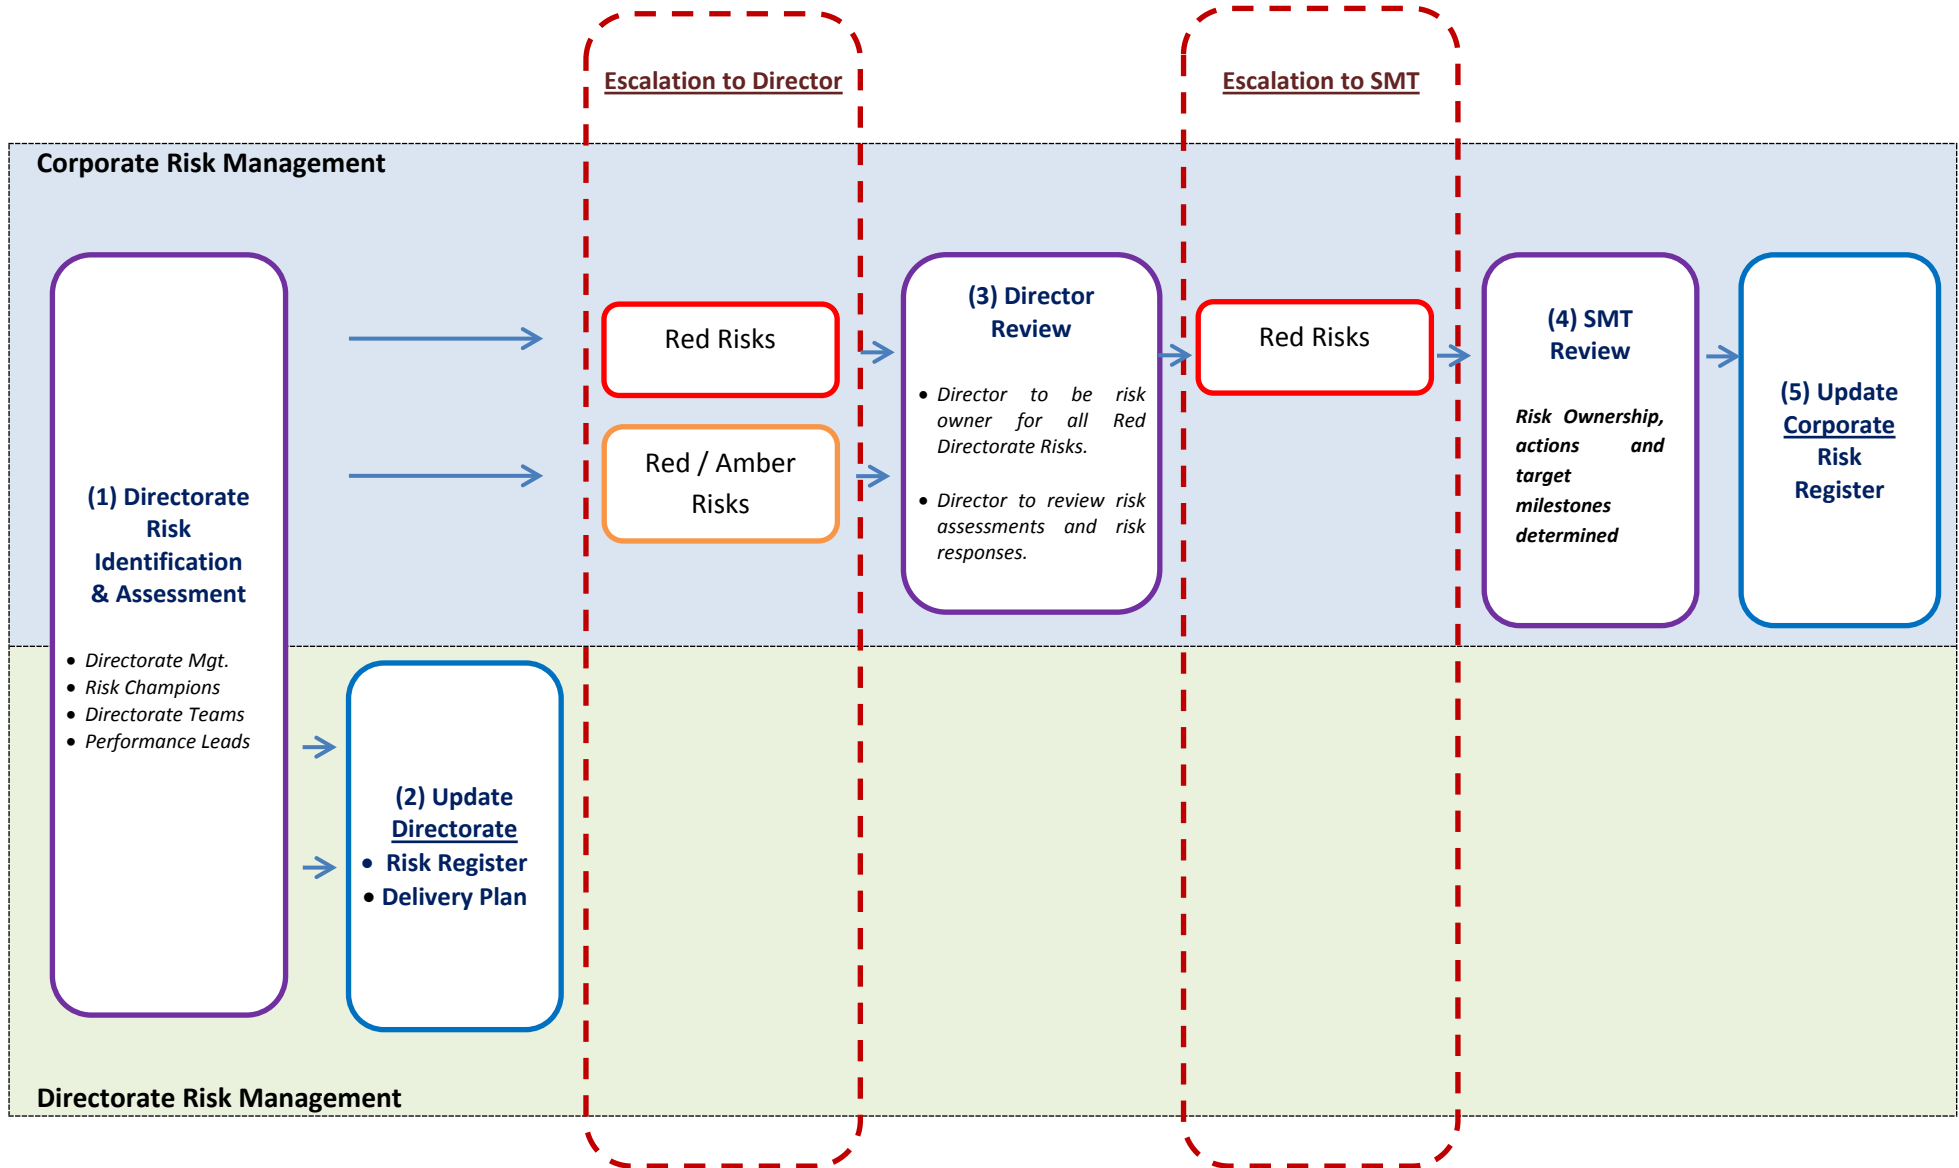 Escalation to Director
Escalation to SMT
Corporate Risk Management
(1) Directorate
Risk
Identification
& Assessment
• Directorate Mgt.
• Risk Champions
• Directorate Teams
• Performance Leads
(2) Update
Directorate
• Risk Register
• Delivery Plan
Red Risks
Red / Amber
Risks
(3) Director
Review
• Director to be risk
owner for all Red
Directorate Risks.
• Director to review risk
assessments and risk
responses.
Red Risks
(4) SMT
Review
Risk Ownership,
actions and
target
milestones
determined
(5) Update
Corporate
Risk
Register
Directorate Risk Management